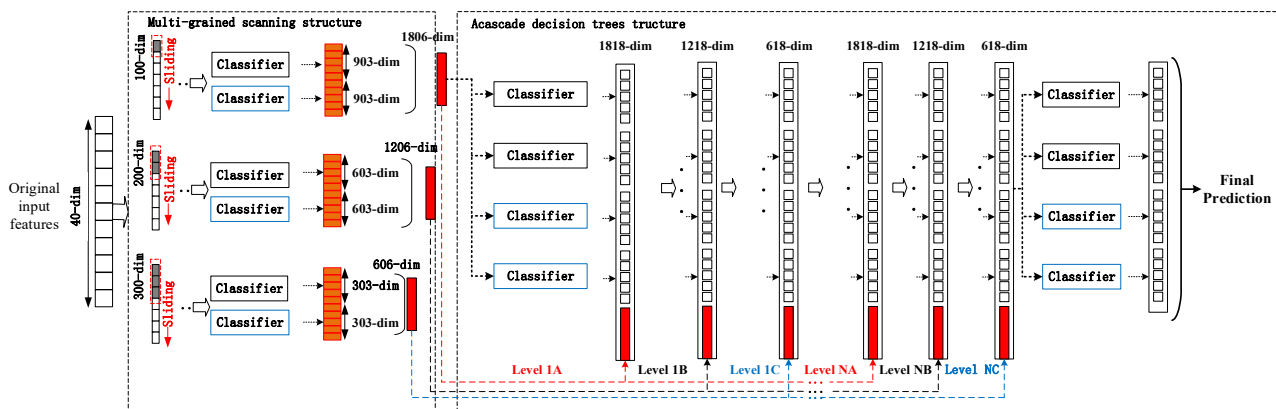 Multi-grained scanning structure
Acascade decision trees tructure
Original
input
features
40-dim
100-dim
Sliding
Classifier
Classifier
903-dim
903-dim
1806-dim
200-dim
Sliding
Classifier
Classifier
603-dim
603-dim
1206-dim
300-dim
Sliding
Classifier
Classifier
303-dim
303-dim
606-dim
1818-dim 1218-dim 618-dim 1818-dim 1218-dim 618-dim
Classifier
Classifier
Classifier
Classifier
Classifier
Classifier
Classifier
Classifier
Final
Prediction
Level 1A Level 1B Level 1C Level NA Level NB Level NC